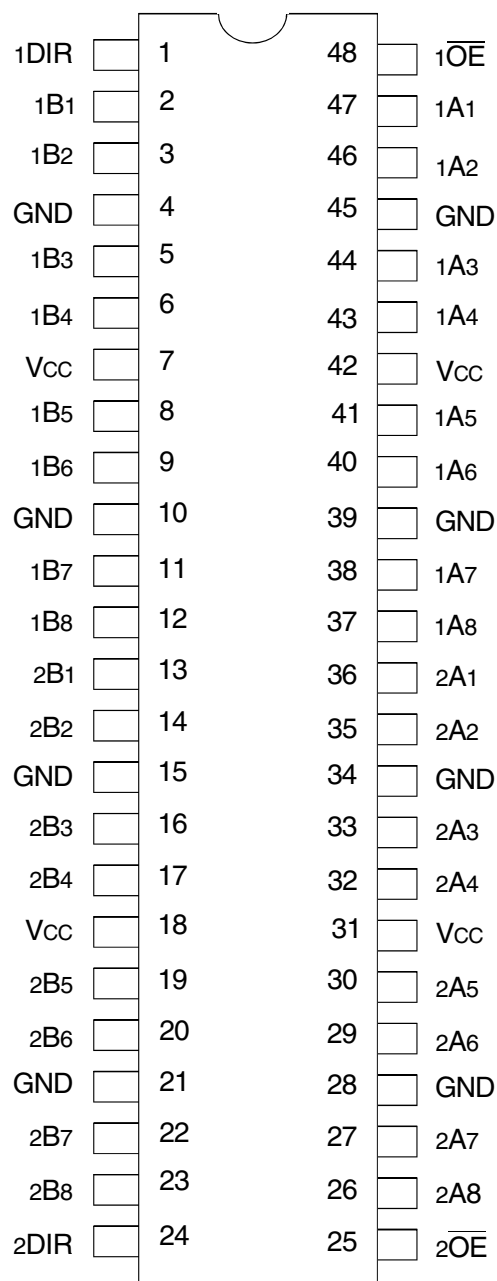 1DIR 1 48 1O̅E̅
1B1 2 47 1A1
1B2 3 46 1A2
GND 4 45 GND
1B3 5 44 1A3
1B4 6 43 1A4
VCC 7 42 VCC
1B5 8 41 1A5
1B6 9 40 1A6
GND 10 39 GND
1B7 11 38 1A7
1B8 12 37 1A8
2B1 13 36 2A1
2B2 14 35 2A2
GND 15 34 GND
2B3 16 33 2A3
2B4 17 32 2A4
VCC 18 31 VCC
2B5 19 30 2A5
2B6 20 29 2A6
GND 21 28 GND
2B7 22 27 2A7
2B8 23 26 2A8
2DIR 24 25 2O̅E̅